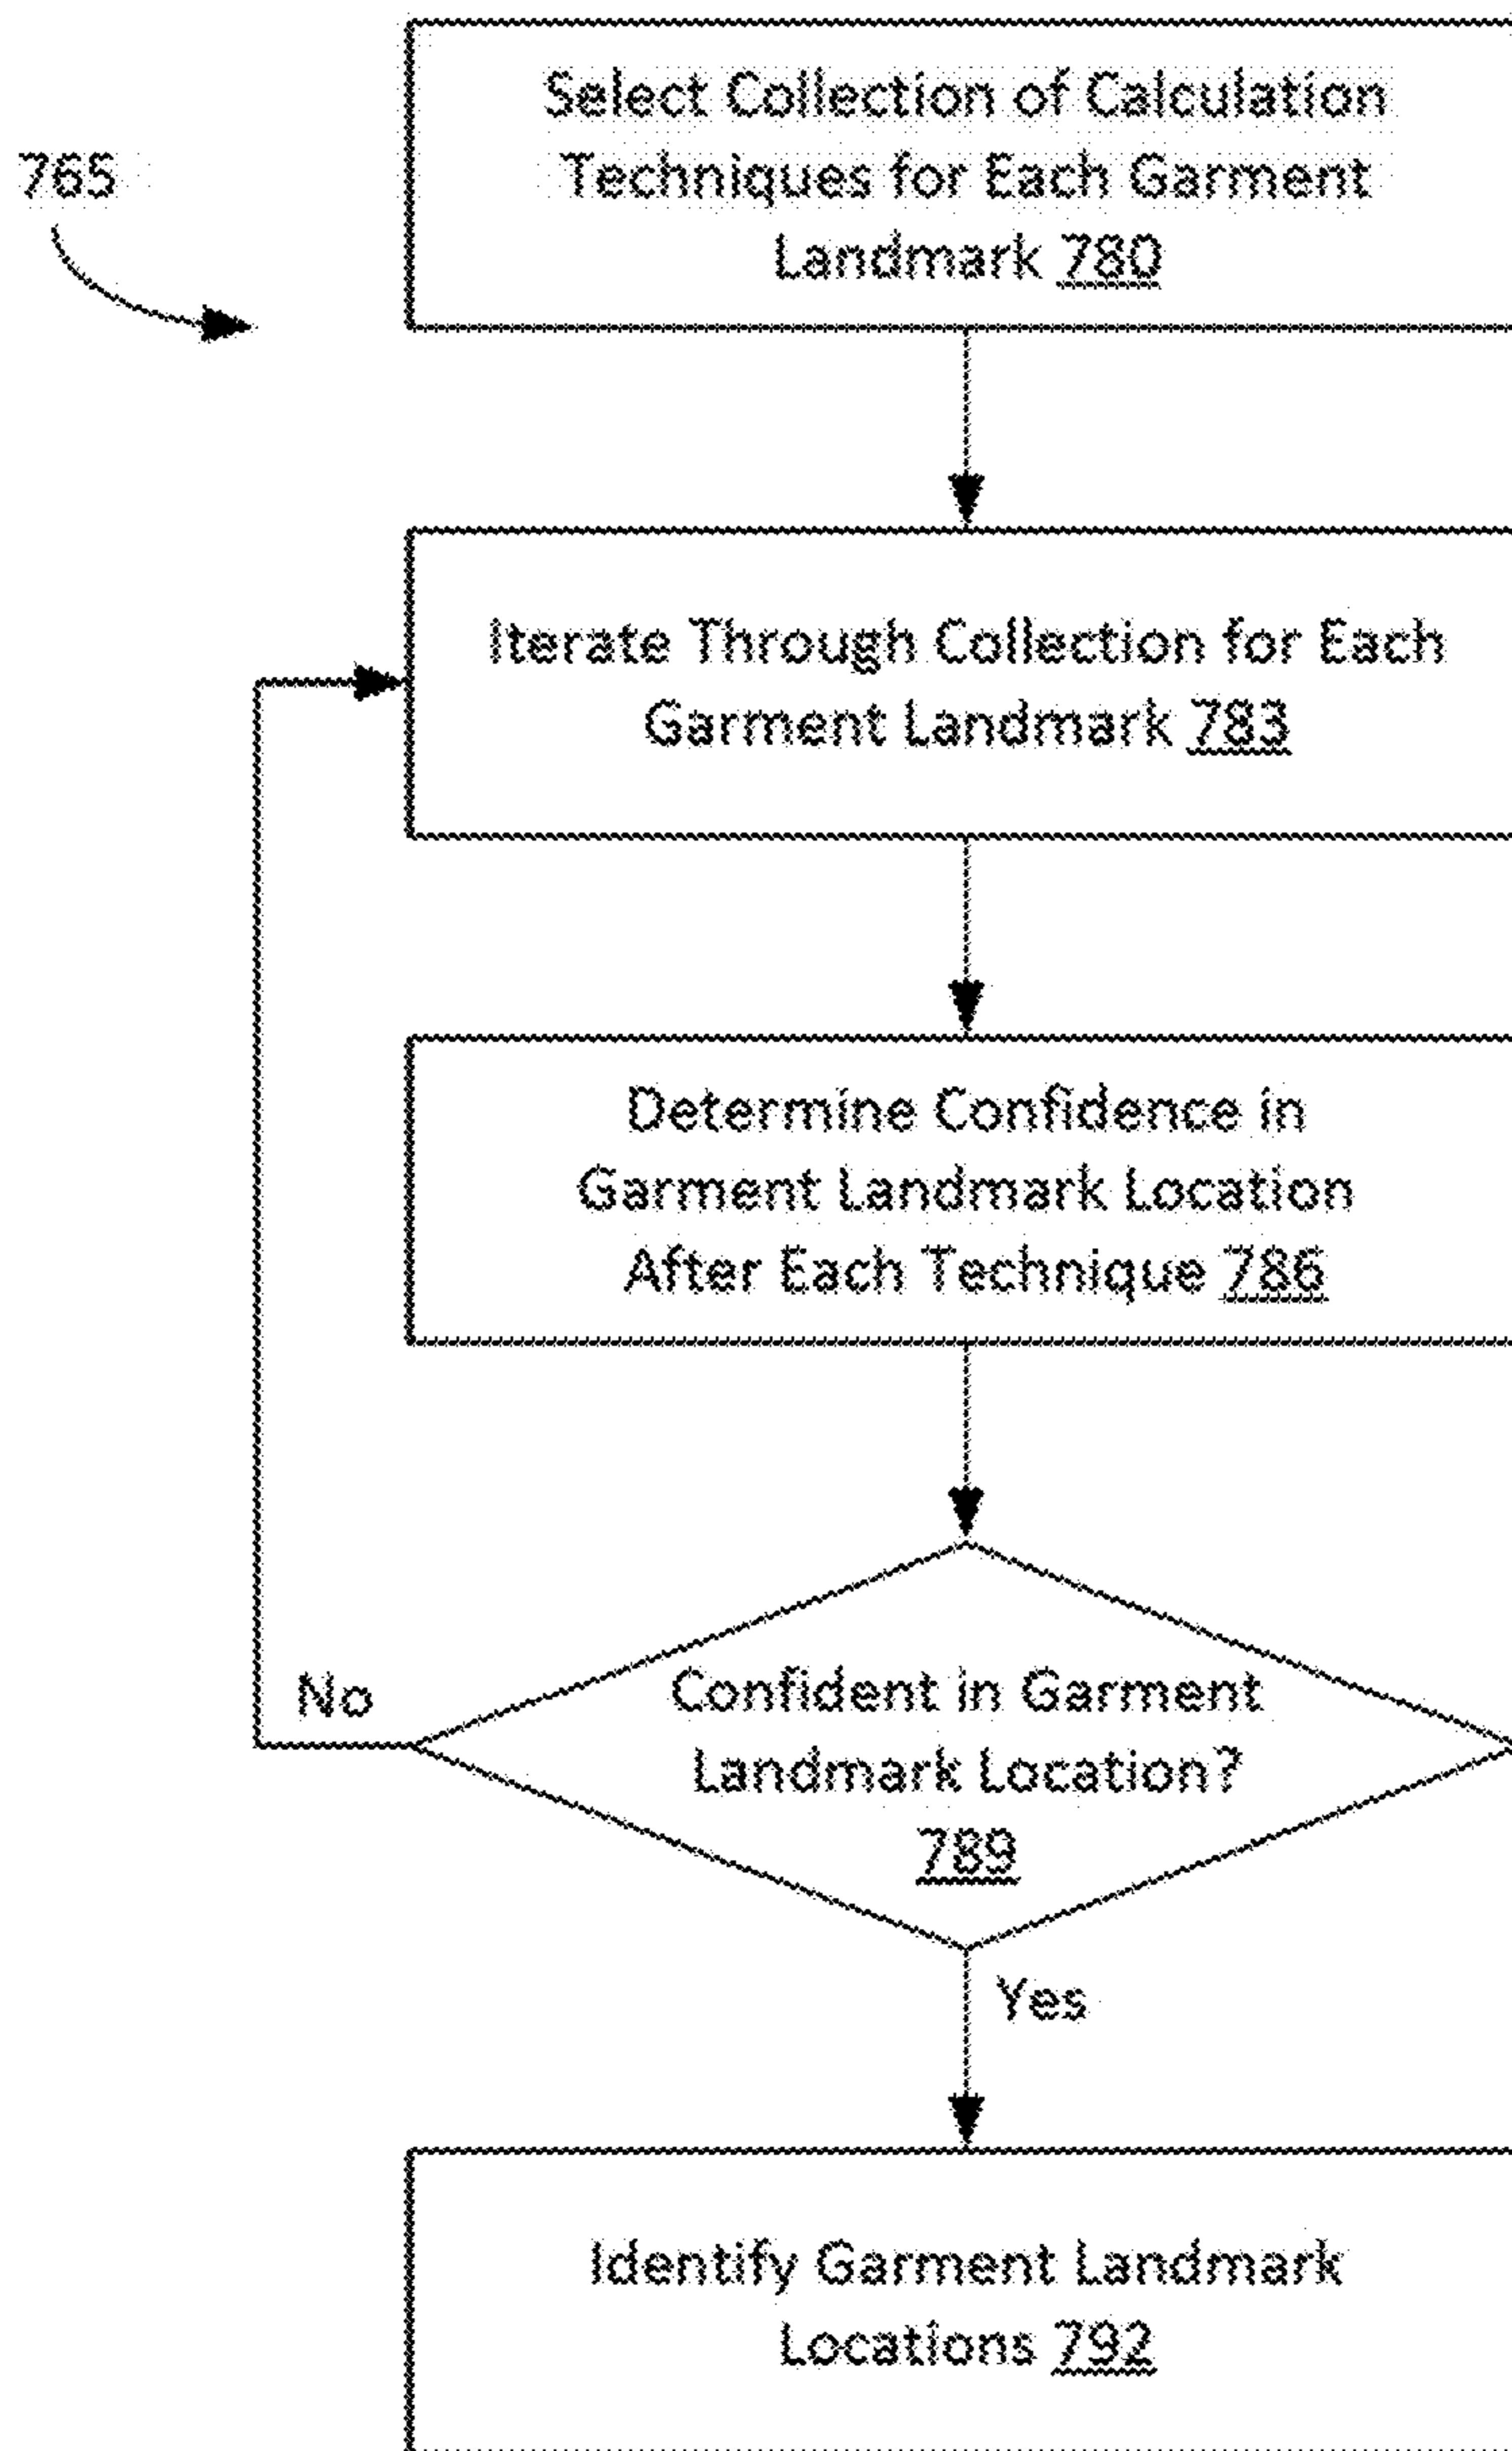 765
Select Collection of Calculation
Techniques for Each Garment
Landmark 780
Iterate Through Collection for Each
Garment Landmark 783
Determine Confidence in
Garment Landmark Location
After Each Technique 786
No
Confident in Garment
Landmark Location?
789
Yes
Identify Garment Landmark
Locations 792